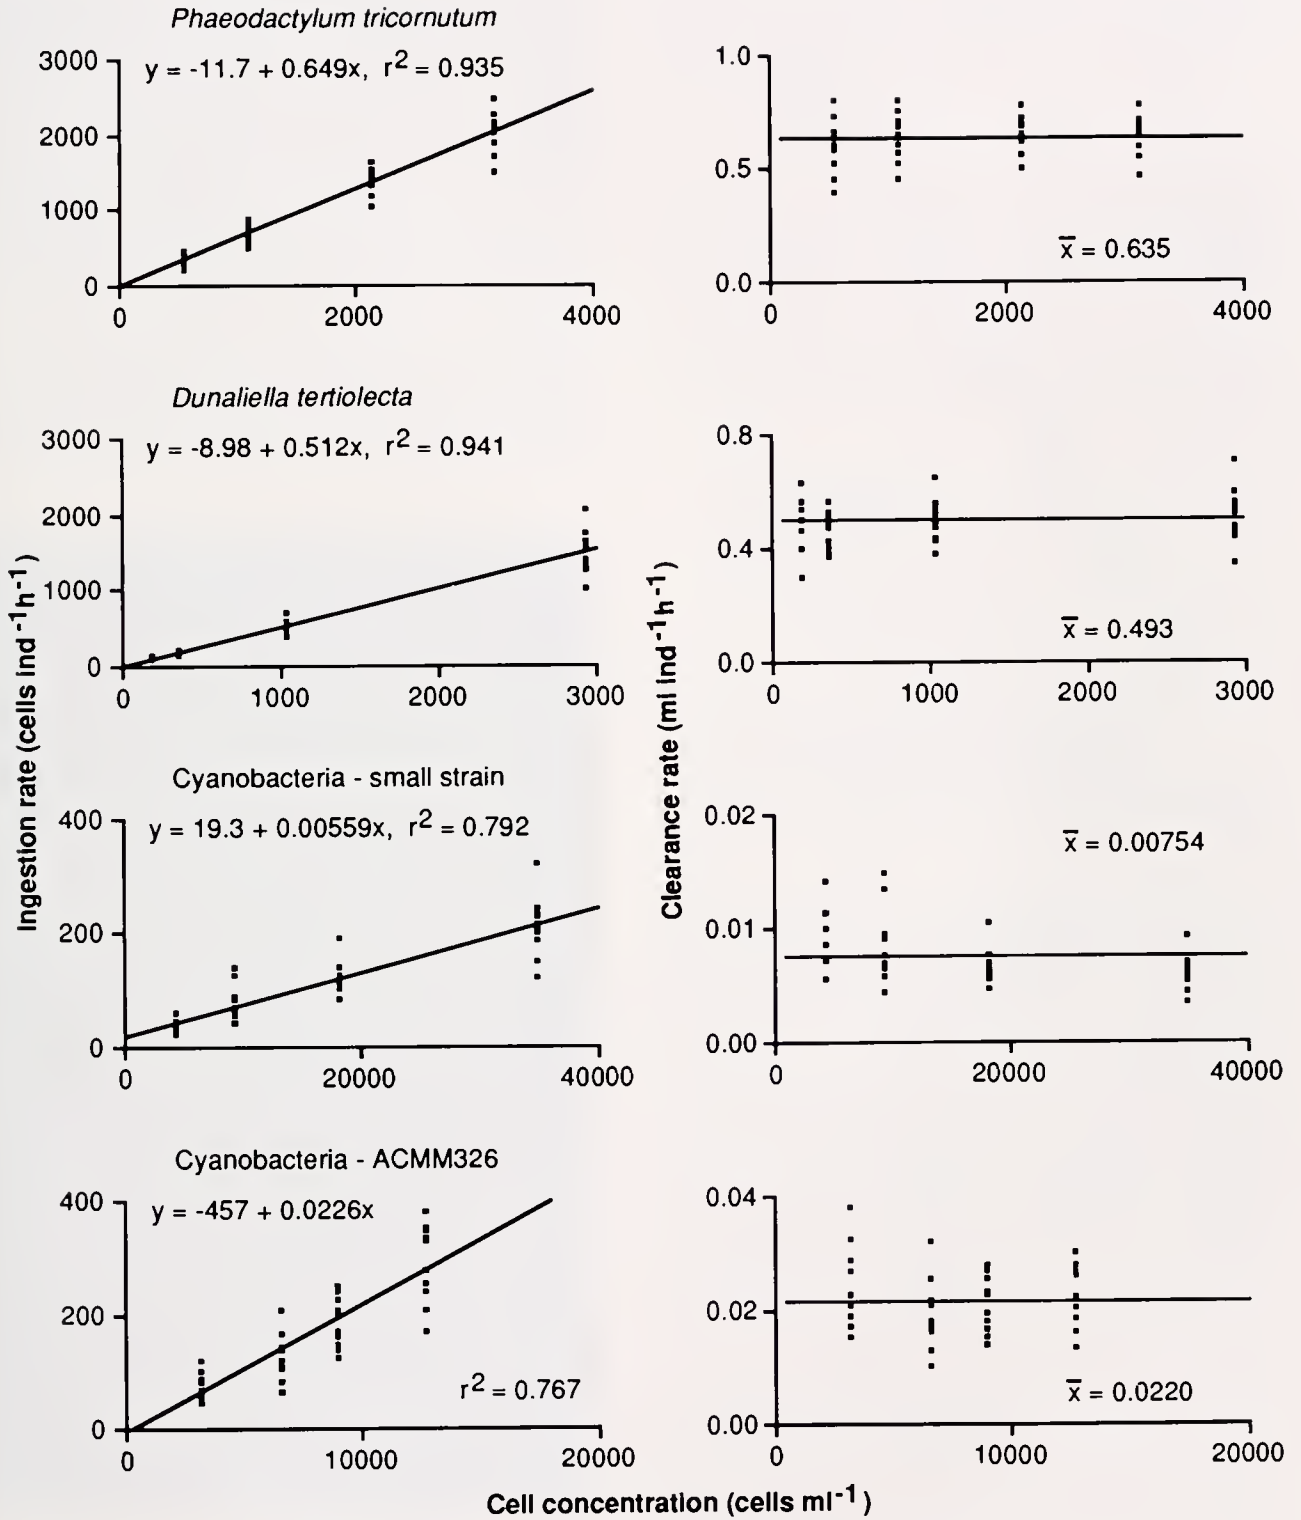 Phaeodactylum tricornutum
y = -11.7 + 0.649x, r2 = 0.935
3000
2000
1000
0
0 2000 4000
1.0
0.5
0.0
x̅ = 0.635
0 2000 4000
Dunaliella tertiolecta
y = -8.98 + 0.512x, r2 = 0.941
3000
2000
1000
0
0 1000 2000 3000
0.8
0.4
0.0
x̅ = 0.493
0 1000 2000 3000
Ingestion rate (cells ind-1h-1)
Clearance rate (ml ind-1h-1)
Cyanobacteria - small strain
y = 19.3 + 0.00559x, r2 = 0.792
400
200
0
0 20000 40000
0.02
0.01
0.00
x̅ = 0.00754
0 20000 40000
Cyanobacteria - ACMM326
y = -457 + 0.0226x
400
200
0
r2 = 0.767
0 10000 20000
0.04
0.02
0.00
x̅ = 0.0220
0 10000 20000
Cell concentration (cells ml-1)